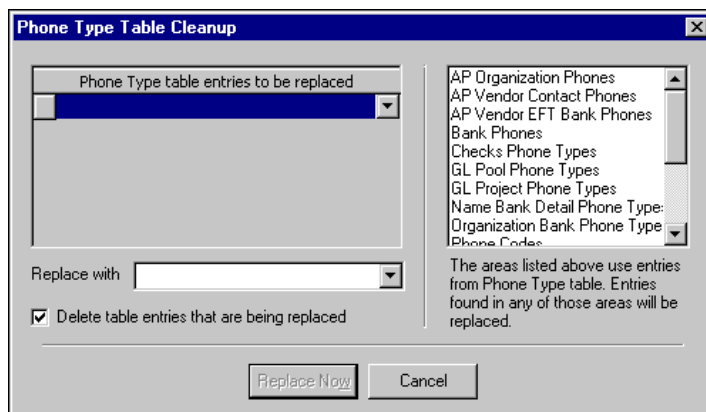 Phone Type Table Cleanup
Phone Type table entries to be replaced
AP Organization Phones
AP Vendor Contact Phones
AP Vendor EFT Bank Phones
Bank Phones
Checks Phone Types
GL Pool Phone Types
GL Project Phone Types
Name Bank Detail Phone Type:
Organization Bank Phone Type
Phone Codes
Replace with
Delete table entries that are being replaced
The areas listed above use entries
from Phone Type table. Entries
found in any of those areas will be
replaced.
Replace Now
Cancel